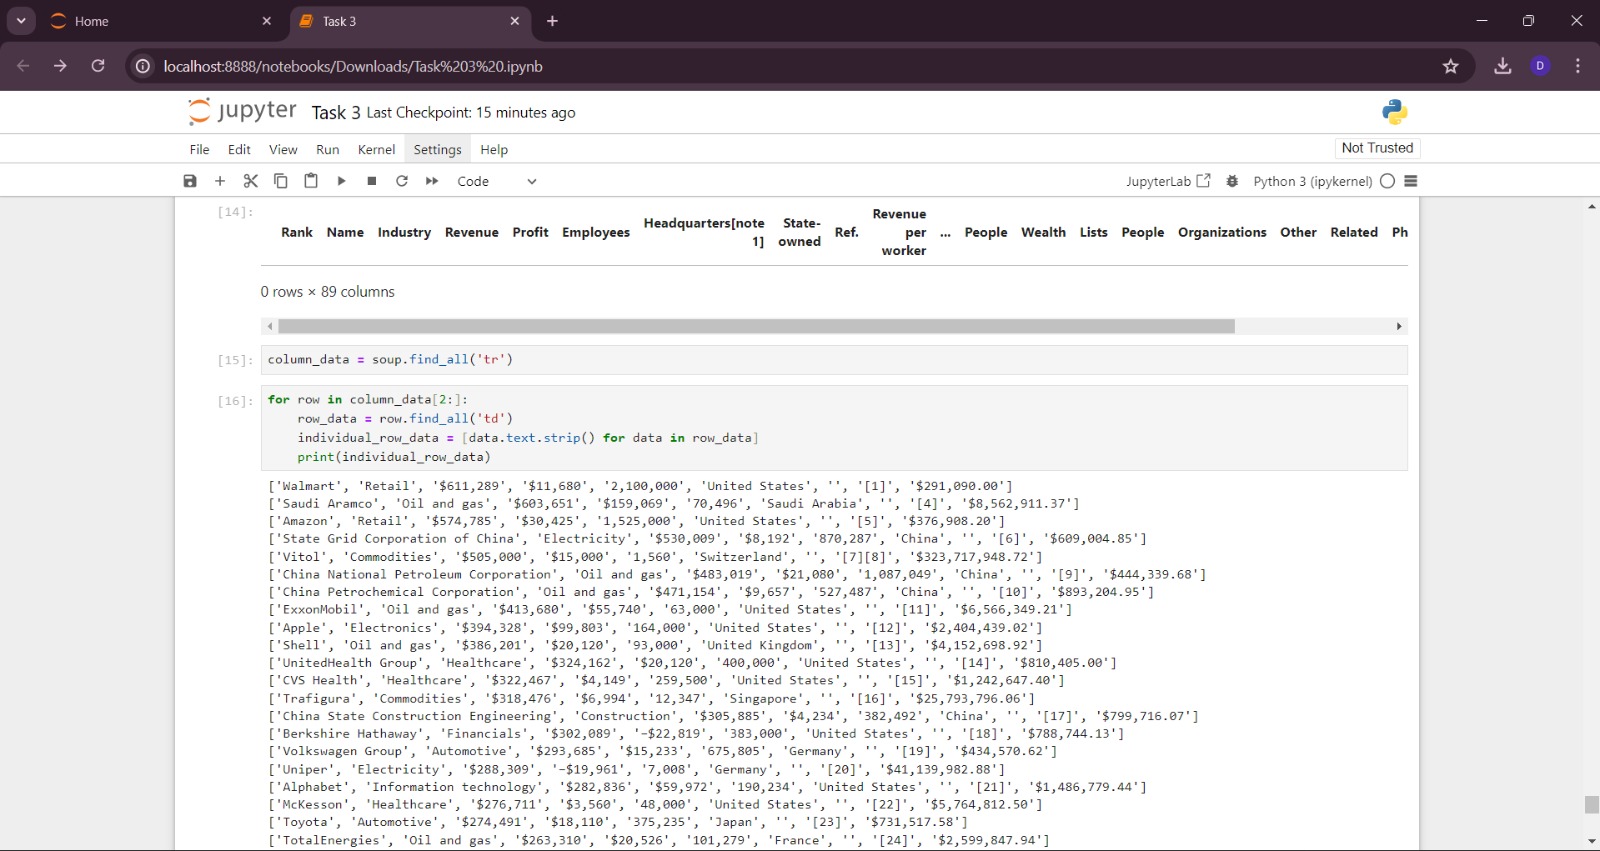 Home
Task 3
localhost:8888/notebooks/Downloads/Task%203%20.ipynb
D
jupyter Task 3 Last Checkpoint: 15 minutes ago
File Edit View Run Kernel Settings Help
Not Trusted
Code
JupyterLab
Python 3 (ipykernel)
[14]:
Rank Name Industry Revenue Profit Employees Headquarters[note 1] State-owned Ref. Revenue per worker ... People Wealth Lists People Organizations Other Related Ph
0 rows × 89 columns
[15]: column_data = soup.find_all('tr')
[16]: for row in column_data[2:]:
row_data = row.find_all('td')
individual_row_data = [data.text.strip() for data in row_data]
print(individual_row_data)
['Walmart', 'Retail', '$611,289', '$11,680', '2,100,000', 'United States', '', '[1]', '$291,090.00']
['Saudi Aramco', 'Oil and gas', '$603,651', '$159,069', '70,496', 'Saudi Arabia', '', '[4]', '$8,562,911.37']
['Amazon', 'Retail', '$574,785', '$30,425', '1,525,000', 'United States', '', '[5]', '$376,908.20']
['State Grid Corporation of China', 'Electricity', '$530,009', '$8,192', '870,287', 'China', '', '[6]', '$609,004.85']
['Vitol', 'Commodities', '$505,000', '$15,000', '1,560', 'Switzerland', '', '[7][8]', '$323,717,948.72']
['China National Petroleum Corporation', 'Oil and gas', '$483,019', '$21,080', '1,087,049', 'China', '', '[9]', '$444,339.68']
['China Petrochemical Corporation', 'Oil and gas', '$471,154', '$9,657', '527,487', 'China', '', '[10]', '$893,204.95']
['ExxonMobil', 'Oil and gas', '$413,680', '$55,740', '63,000', 'United States', '', '[11]', '$6,566,349.21']
['Apple', 'Electronics', '$394,328', '$99,803', '164,000', 'United States', '', '[12]', '$2,404,439.02']
['Shell', 'Oil and gas', '$386,201', '$20,120', '93,000', 'United Kingdom', '', '[13]', '$4,152,698.92']
['UnitedHealth Group', 'Healthcare', '$324,162', '$20,120', '400,000', 'United States', '', '[14]', '$810,405.00']
['CVS Health', 'Healthcare', '$322,467', '$4,149', '259,500', 'United States', '', '[15]', '$1,242,647.40']
['Trafigura', 'Commodities', '$318,476', '$6,994', '12,347', 'Singapore', '', '[16]', '$25,793,796.06']
['China State Construction Engineering', 'Construction', '$305,885', '$4,234', '382,492', 'China', '', '[17]', '$799,716.07']
['Berkshire Hathaway', 'Financials', '$302,089', '-$22,819', '383,000', 'United States', '', '[18]', '$788,744.13']
['Volkswagen Group', 'Automotive', '$293,685', '$15,233', '675,805', 'Germany', '', '[19]', '$434,570.62']
['Uniper', 'Electricity', '$288,309', '-$19,961', '7,008', 'Germany', '', '[20]', '$41,139,982.88']
['Alphabet', 'Information technology', '$282,836', '$59,972', '190,234', 'United States', '', '[21]', '$1,486,779.44']
['McKesson', 'Healthcare', '$276,711', '$3,560', '48,000', 'United States', '', '[22]', '$5,764,812.50']
['Toyota', 'Automotive', '$274,491', '$18,110', '375,235', 'Japan', '', '[23]', '$731,517.58']
['TotalEnergies', 'Oil and gas', '$263,310', '$20,526', '101,279', 'France', '', '[24]', '$2,599,847.94']